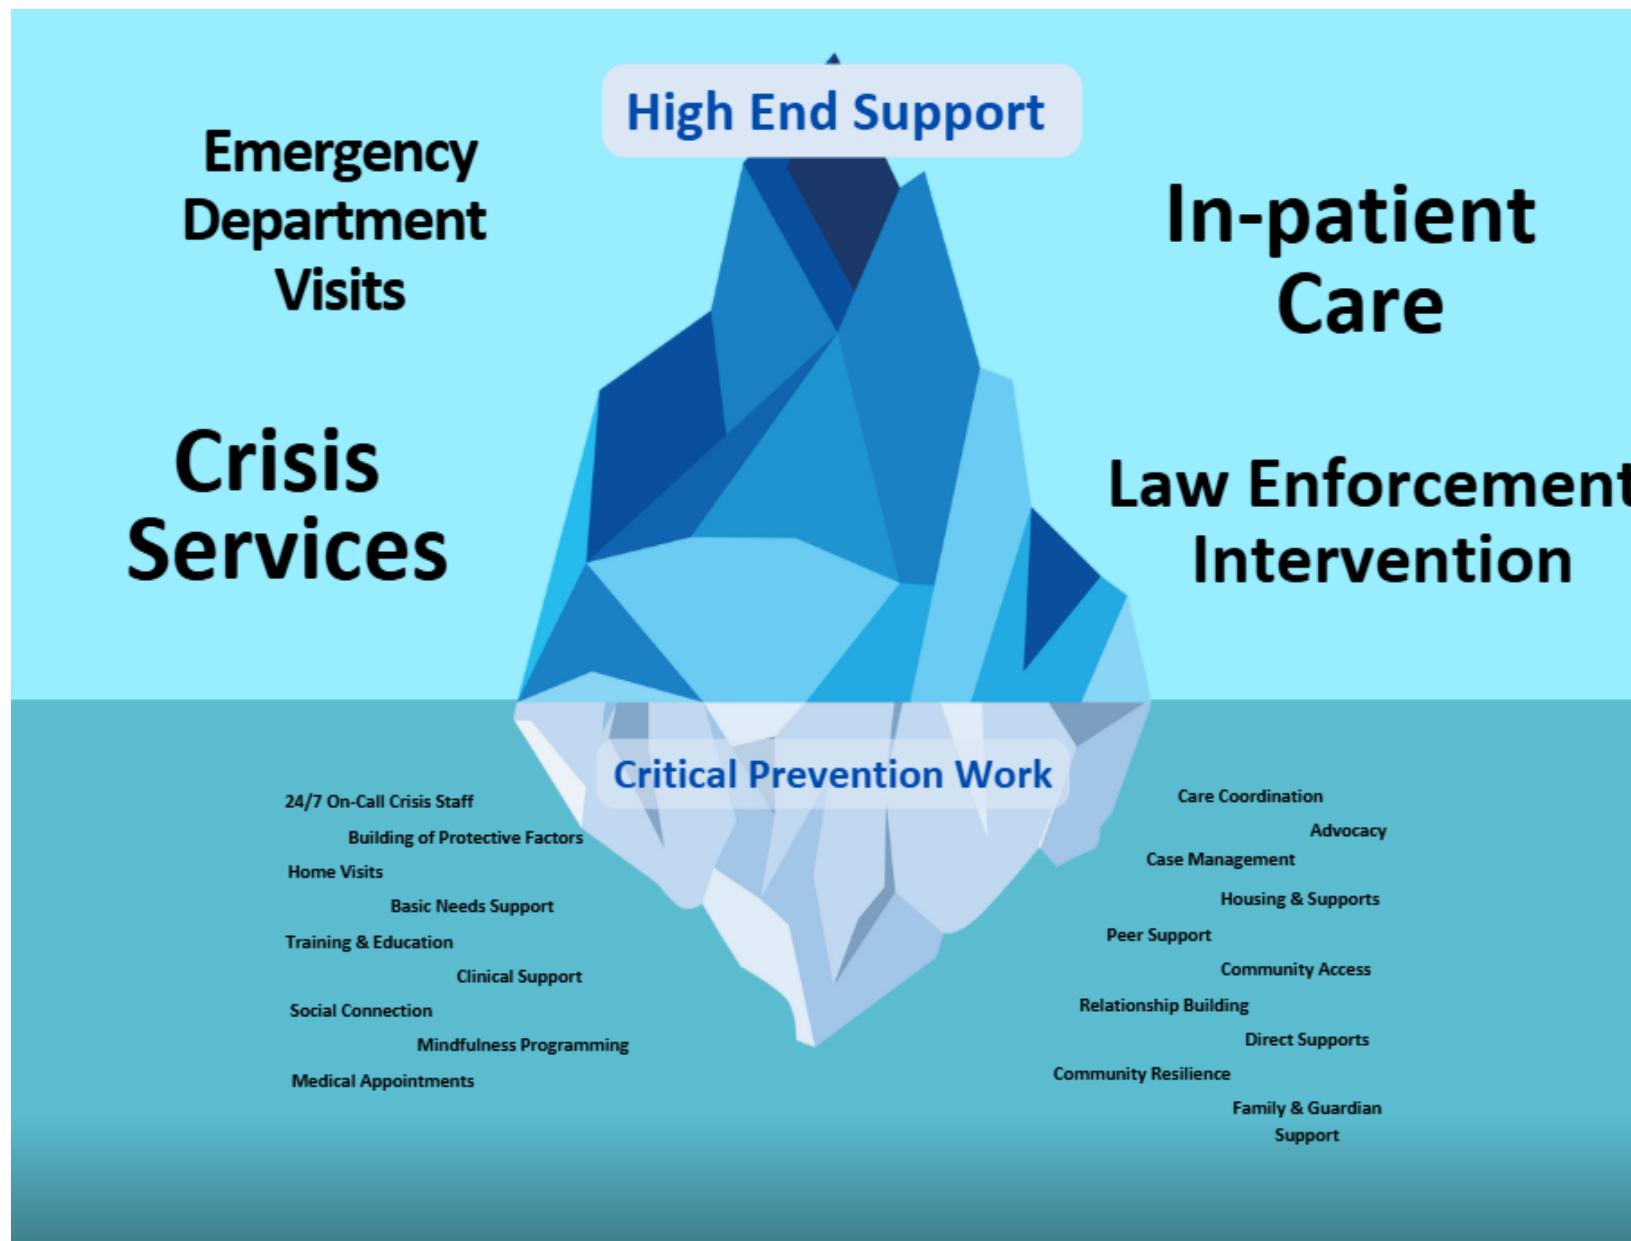 High End Support
Emergency
Department
Visits
Crisis
Services
In-patient
Care
Law Enforcement
Intervention
Critical Prevention Work
24/7 On-Call Crisis Staff
Building of Protective Factors
Home Visits
Basic Needs Support
Training & Education
Clinical Support
Social Connection
Mindfulness Programming
Medical Appointments
Care Coordination
Advocacy
Case Management
Housing & Supports
Peer Support
Community Access
Relationship Building
Direct Supports
Community Resilience
Family & Guardian
Support